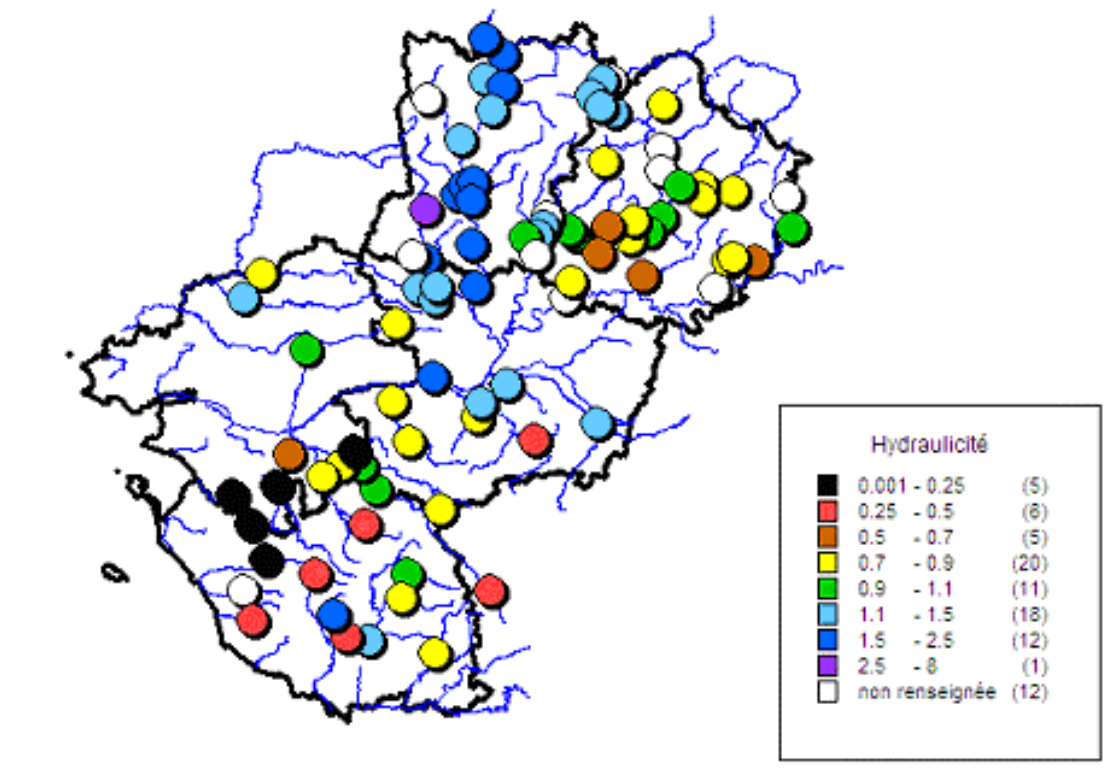 Hydraulicité
0.001 - 0.25 (5)
0.25 - 0.5 (6)
0.5 - 0.7 (5)
0.7 - 0.9 (20)
0.9 - 1.1 (11)
1.1 - 1.5 (18)
1.5 - 2.5 (12)
2.5 - 8 (1)
non renseignée (12)